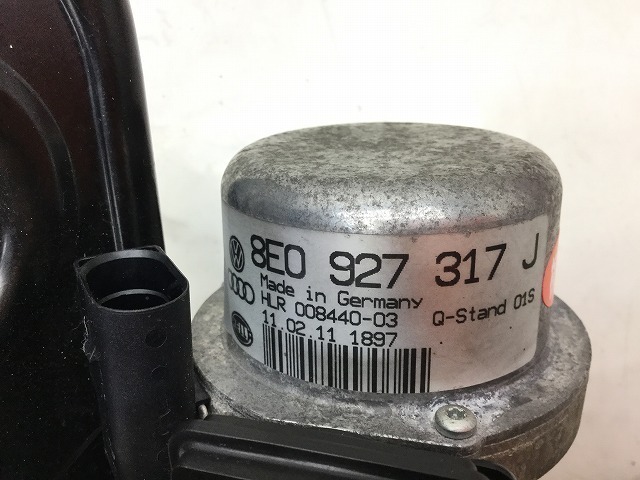 8E0 927 317 J
Made in Germany
HLR 008440-03 Q-Stand 01S
11.02.11 1897